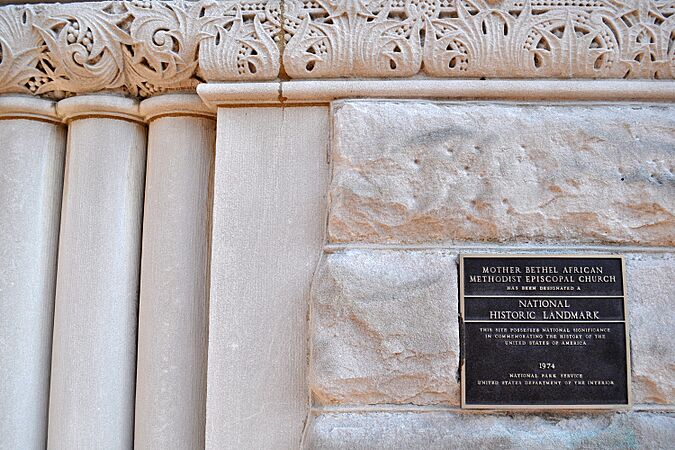 MOTHER BETHEL AFRICAN
METHODIST EPISCOPAL CHURCH
HAS BEEN DESIGNATED A
NATIONAL
HISTORIC LANDMARK
THIS SITE POSSESSES NATIONAL SIGNIFICANCE
IN COMMEMORATING THE HISTORY OF THE
UNITED STATES OF AMERICA
1974
NATIONAL PARK SERVICE
UNITED STATES DEPARTMENT OF THE INTERIOR